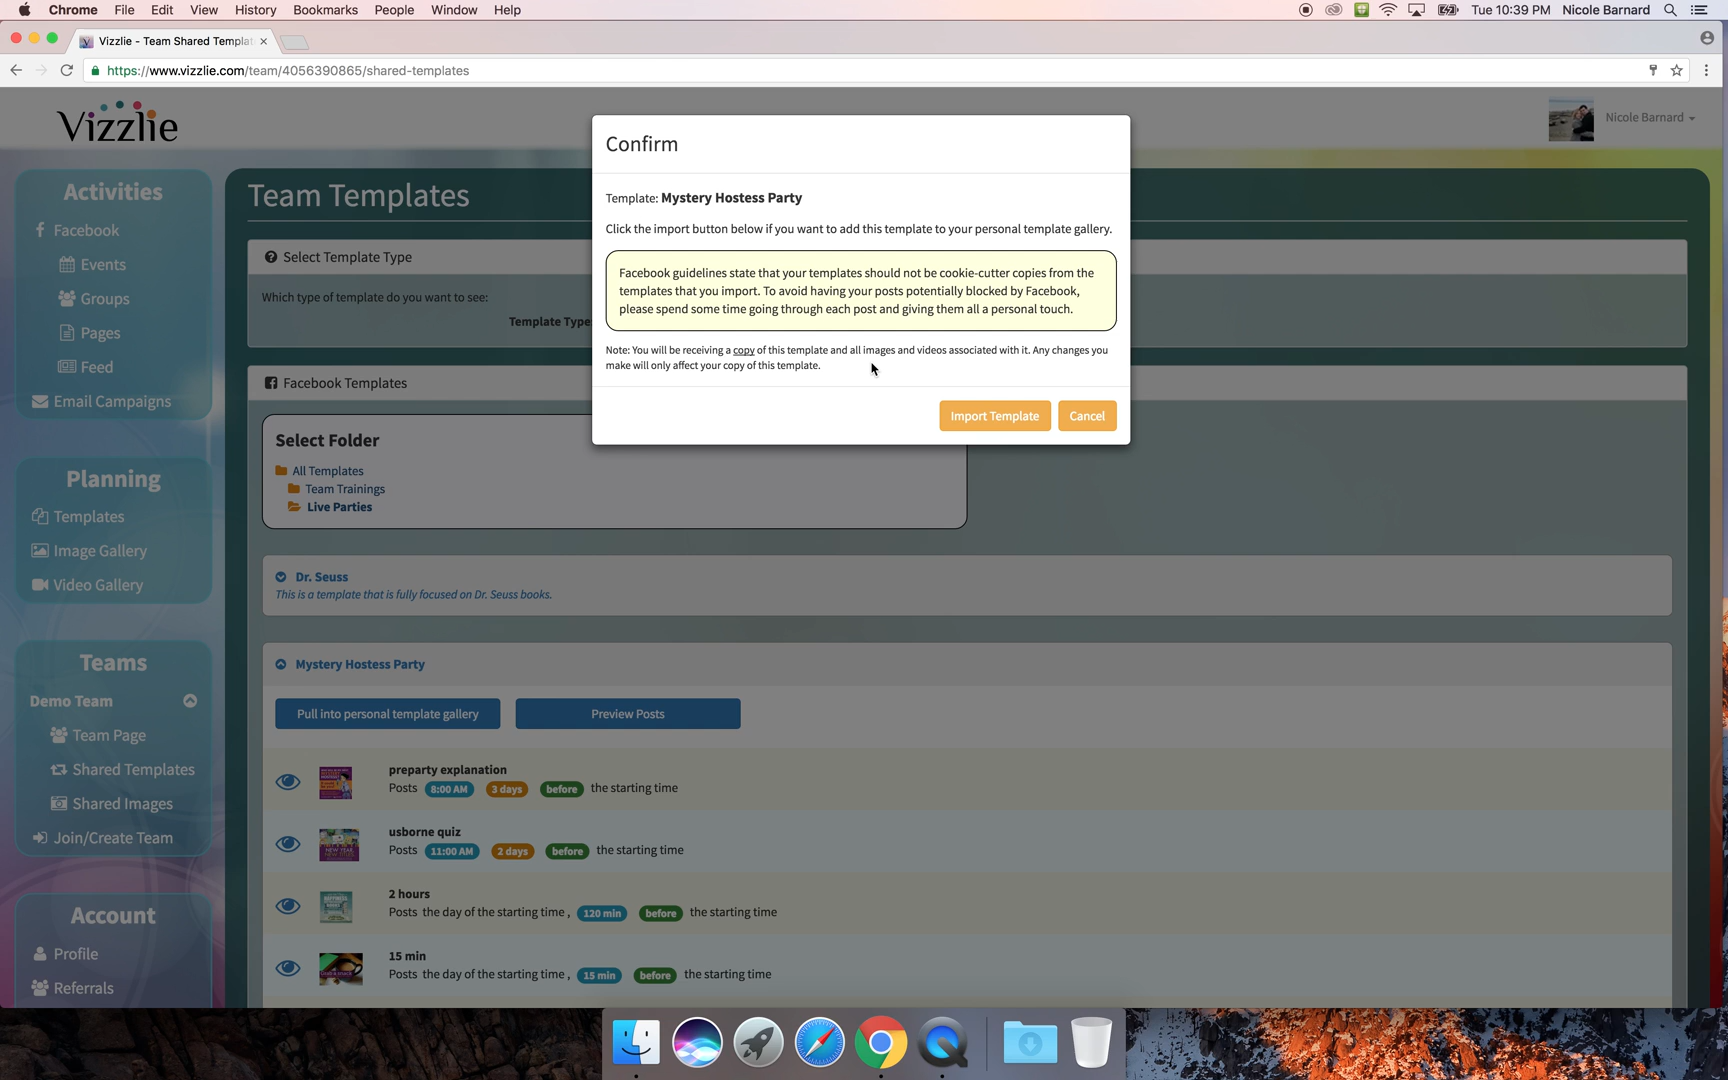 Chrome File Edit View History Bookmarks People Window Help
Tue 10:39 PM Nicole Barnard
Vizzlie - Team Shared Templat
https://www.vizzlie.com/team/4056390865/shared-templates
Vizzlie
Nicole Barnard
Activities
Facebook
Events
Groups
Pages
Feed
Email Campaigns
Planning
Templates
Image Gallery
Video Gallery
Teams
Demo Team
Team Page
Shared Templates
Shared Images
Join/Create Team
Account
Profile
Referrals
Team Templates
Select Template Type
Which type of template do you want to see:
Template Type:
Facebook Templates
Select Folder
All Templates
Team Trainings
Live Parties
Dr. Seuss
This is a template that is fully focused on Dr. Seuss books.
Mystery Hostess Party
Pull into personal template gallery
Preview Posts
preparty explanation
Posts 8:00 AM 3 days before the starting time
usborne quiz
Posts 11:00 AM 2 days before the starting time
2 hours
Posts the day of the starting time , 120 min before the starting time
15 min
Posts the day of the starting time , 15 min before the starting time
Confirm
Template: Mystery Hostess Party
Click the import button below if you want to add this template to your personal template gallery.
Facebook guidelines state that your templates should not be cookie-cutter copies from the
templates that you import. To avoid having your posts potentially blocked by Facebook,
please spend some time going through each post and giving them all a personal touch.
Note: You will be receiving a copy of this template and all images and videos associated with it. Any changes you
make will only affect your copy of this template.
Import Template
Cancel